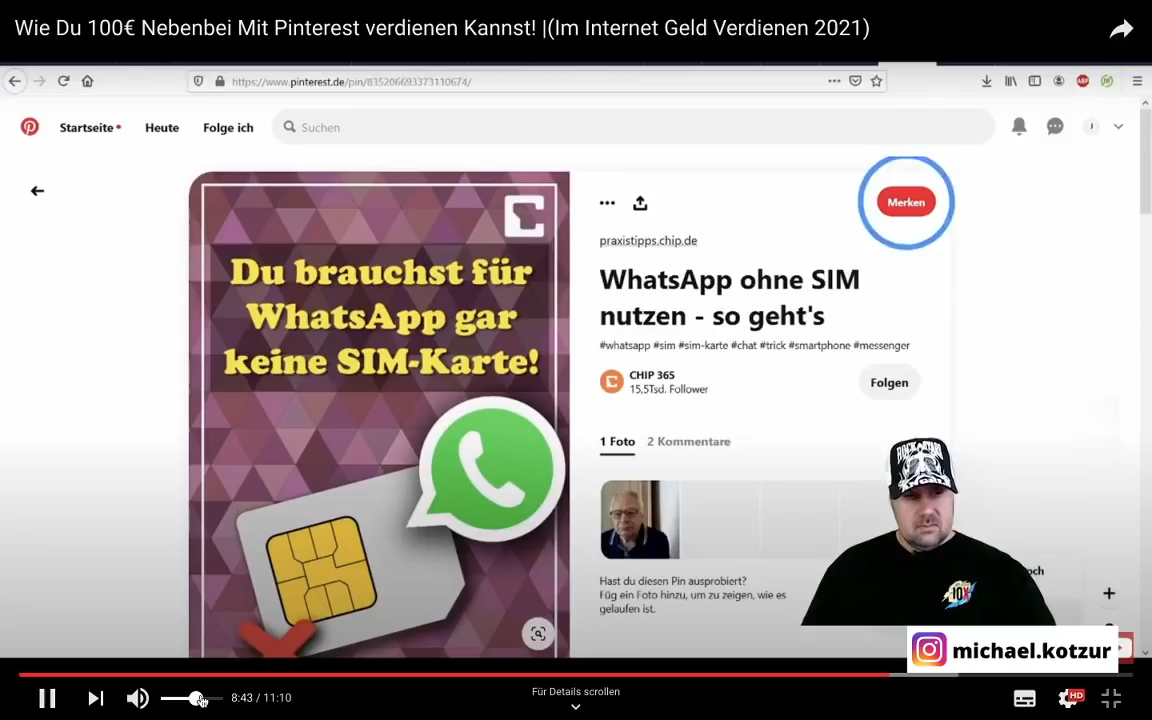 Wie Du 100€ Nebenbei Mit Pinterest verdienen Kannst! |(Im Internet Geld Verdienen 2021)
https://www.pinterest.de/pin/835206693373110674/
Startseite
Heute
Folge ich
Suchen
Du brauchst für
WhatsApp gar
keine SIM-Karte!
Merken
praxistipps.chip.de
WhatsApp ohne SIM
nutzen - so geht's
#whatsapp #sim #sim-karte #chat #trick #smartphone #messenger
CHIP 365
15,5Tsd. Follower
Folgen
1 Foto
2 Kommentare
Hast du diesen Pin ausprobiert?
Füg ein Foto hinzu, um zu zeigen, wie es
gelaufen ist.
10X
michael.kotzur
8:43 / 11:10
Für Details scrollen
HD